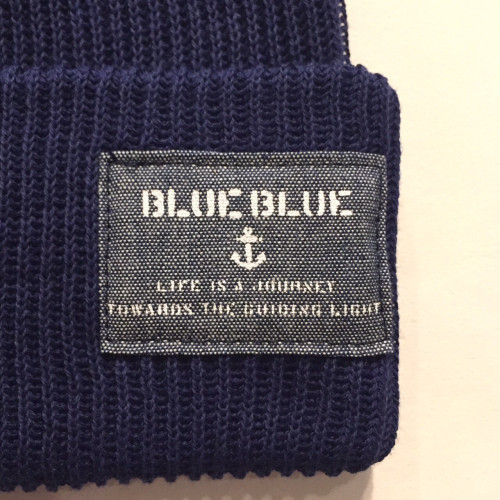 BLUE BLUE
LIFE IS A JOURNEY
TOWARDS THE GUIDING LIGHT